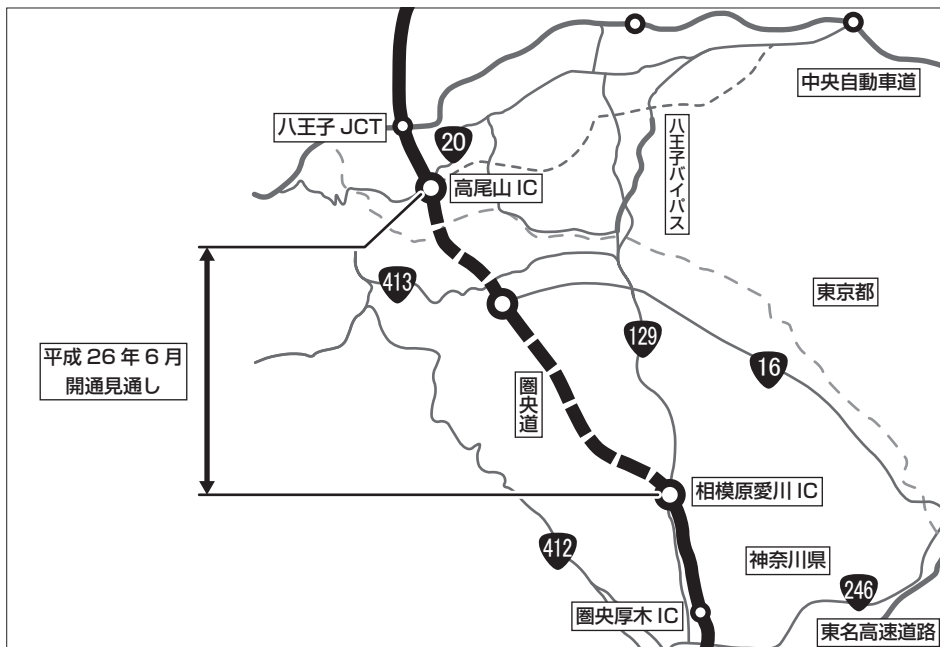 中央自動車道
八王子 JCT
20
八王子バイパス
高尾山 IC
413
東京都
平成 26 年 6 月
開通見通し
129
16
圏央道
相模原愛川 IC
412
神奈川県
246
圏央厚木 IC
東名高速道路